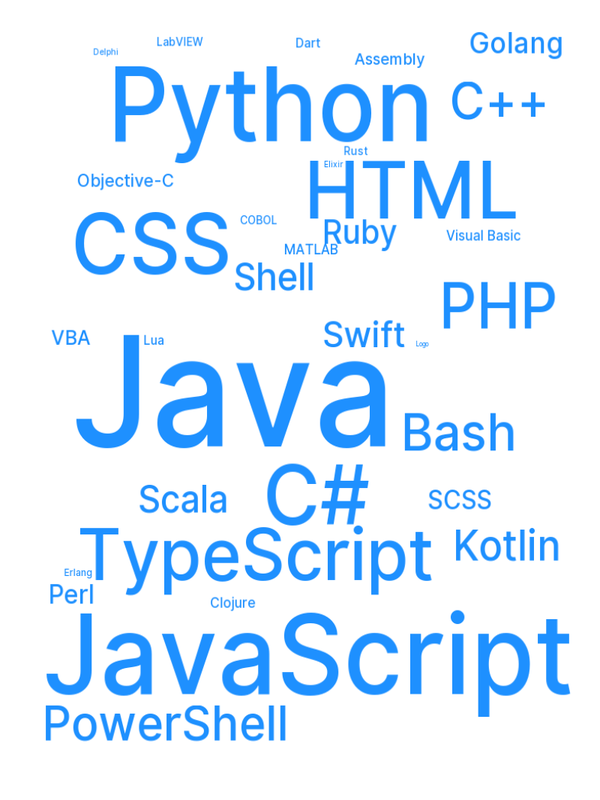 LabVIEW
Dart
Golang
Delphi
Assembly
Python
C++
Rust
Elixir
HTML
Objective-C
COBOL
CSS
Ruby
Visual Basic
MATLAB
Shell
PHP
VBA
Lua
Swift
Logo
Java
Bash
C#
Scala
SCSS
TypeScript
Kotlin
Erlang
Perl
Clojure
JavaScript
PowerShell